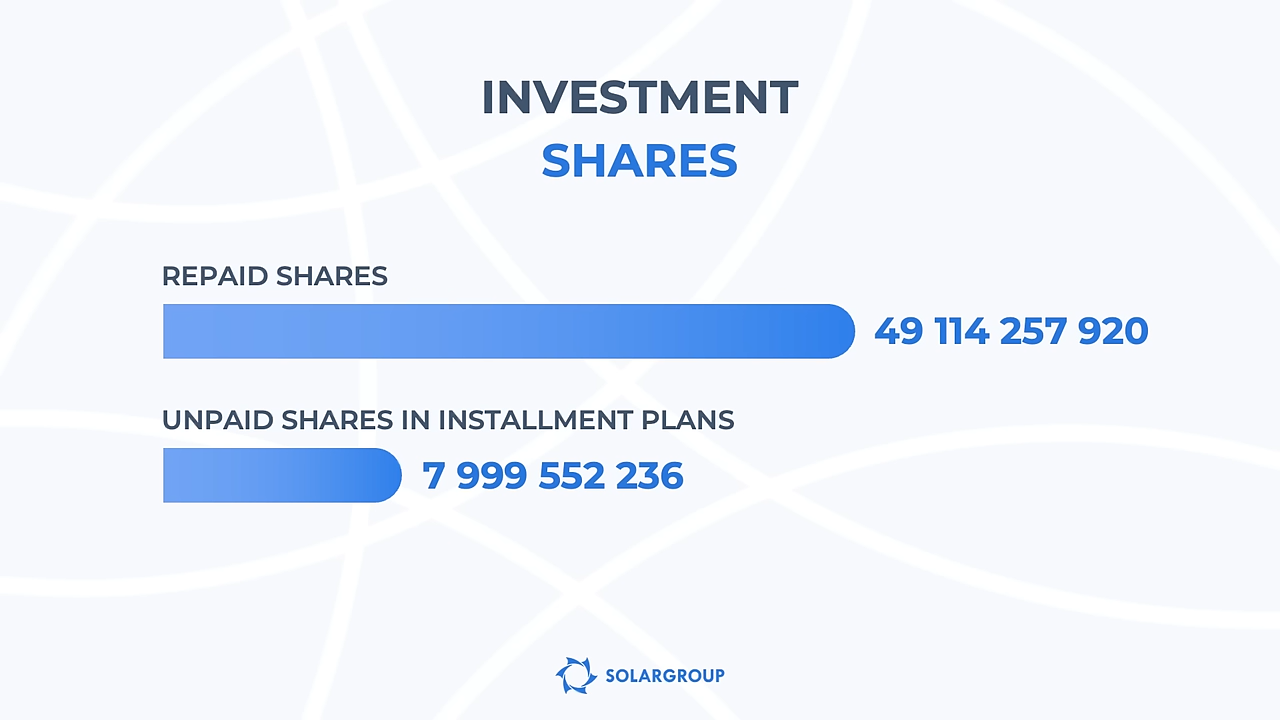 INVESTMENT
SHARES
REPAID SHARES
49 114 257 920
UNPAID SHARES IN INSTALLMENT PLANS
7 999 552 236
SOLARGROUP